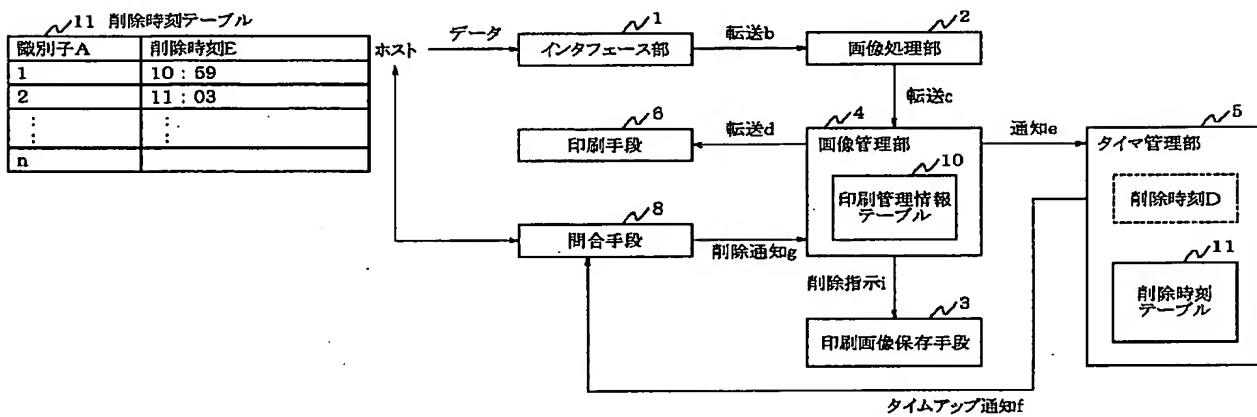 11 削除時刻テーブル
識別子A 削除時刻E
1 10：59
2 11：03
⋮ ⋮
n
ホスト
データ
1
インタフェース部
転送b
2
画像処理部
転送c
6
印刷手段
転送d
4
画像管理部
10
印刷管理情報
テーブル
通知e
5
タイマ管理部
削除時刻D
11
削除時刻
テーブル
8
問合手段
削除通知g
削除指示i
3
印刷画像保存手段
タイムアップ通知f